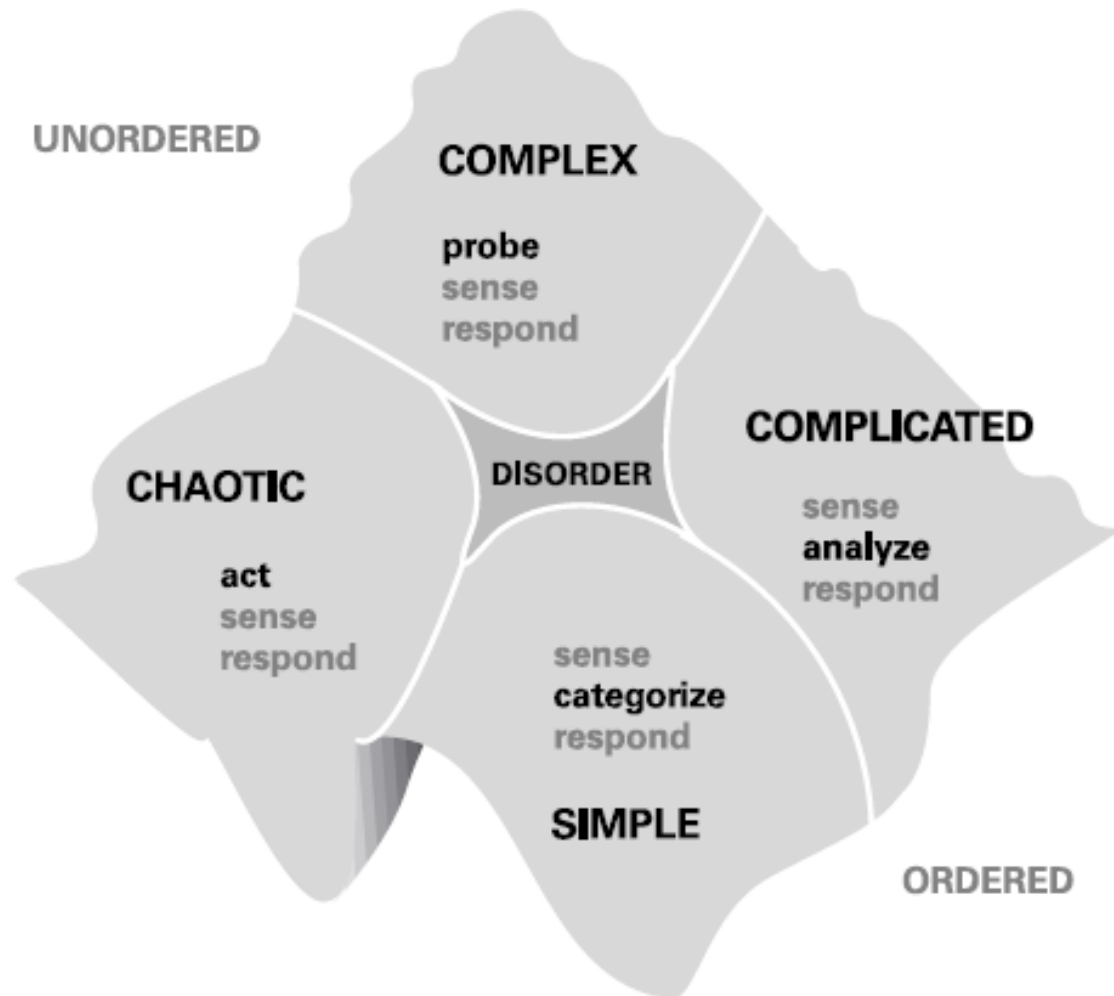 UNORDERED
COMPLEX
probe
sense
respond
COMPLICATED
sense
analyze
respond
DISORDER
CHAOTIC
act
sense
respond
sense
categorize
respond
SIMPLE
ORDERED